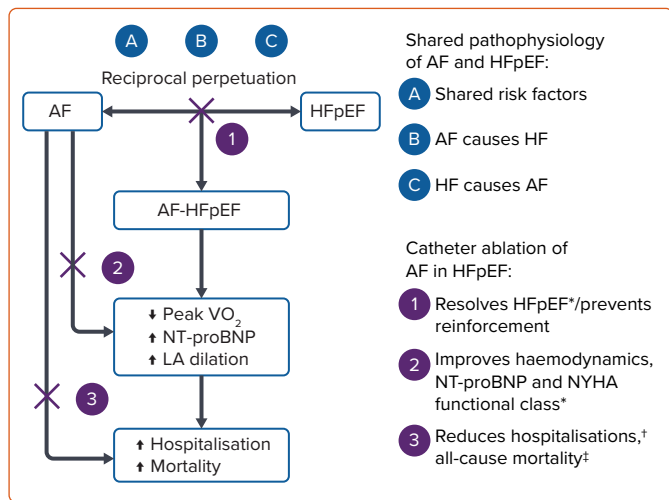 A B C
Reciprocal perpetuation
AF
HFpEF
1
AF-HFpEF
2
↓ Peak VO₂
↑ NT-proBNP
↑ LA dilation
3
↑ Hospitalisation
↑ Mortality
Shared pathophysiology
of AF and HFpEF:
A Shared risk factors
B AF causes HF
C HF causes AF
Catheter ablation of
AF in HFpEF:
1 Resolves HFpEF*/prevents
reinforcement
2 Improves haemodynamics,
NT-proBNP and NYHA
functional class*
3 Reduces hospitalisations,†
all-cause mortality‡